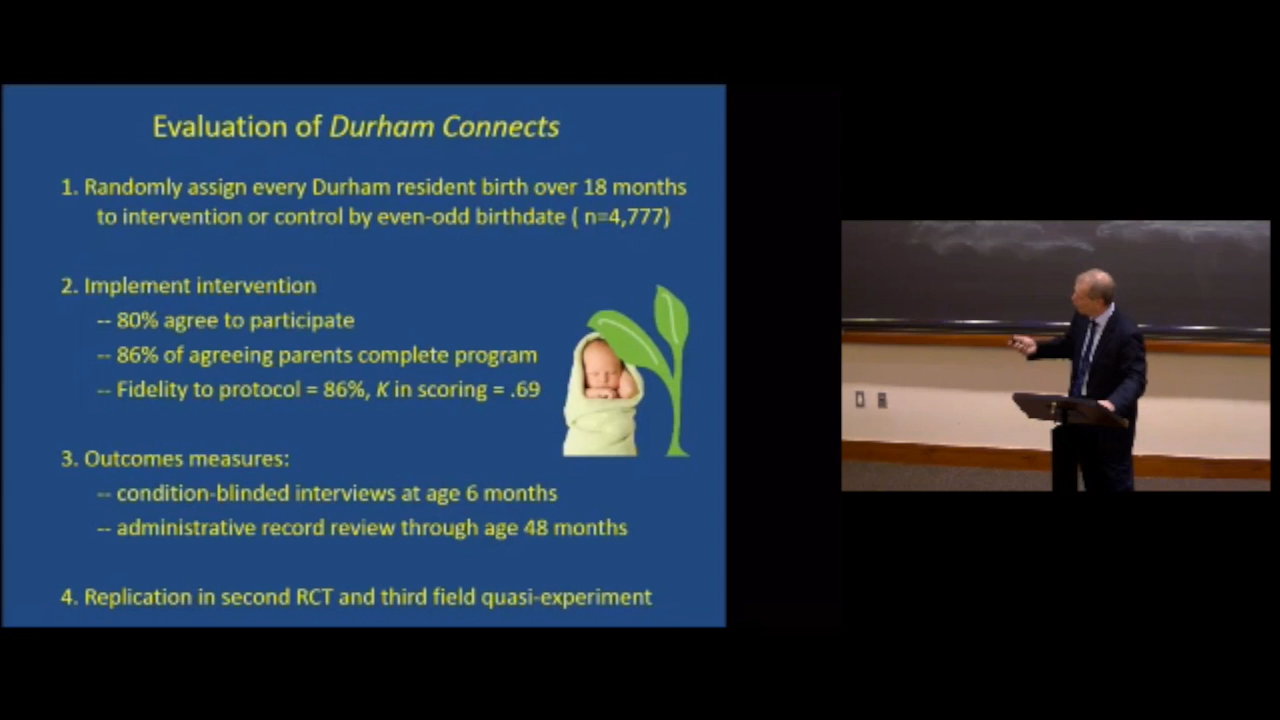 Evaluation of Durham Connects
1. Randomly assign every Durham resident birth over 18 months
to intervention or control by even-odd birthdate ( n=4,777)
2. Implement intervention
-- 80% agree to participate
-- 86% of agreeing parents complete program
-- Fidelity to protocol = 86%, K in scoring = .69
3. Outcomes measures:
-- condition-blinded interviews at age 6 months
-- administrative record review through age 48 months
4. Replication in second RCT and third field quasi-experiment